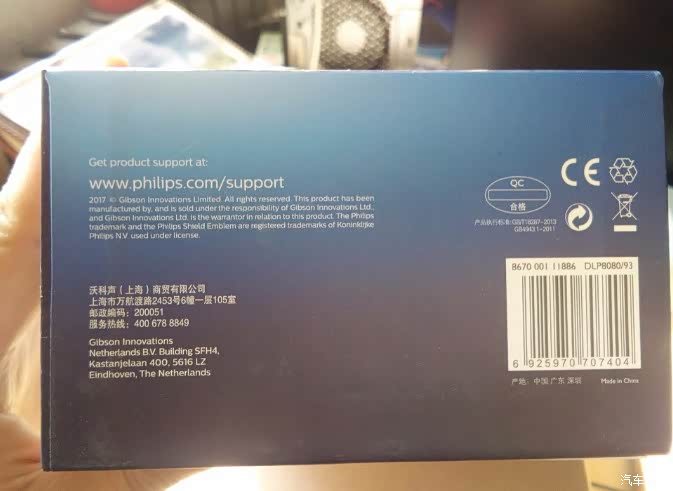 Get product support at:
www.philips.com/support
2017 © Gibson Innovations Limited. All rights reserved. This product has been
manufactured by, and is sold under the responsibility of Gibson Innovations Ltd.,
and Gibson Innovations Ltd. is the warrantor in relation to this product. The Philips
trademark and the Philips Shield Emblem are registered trademarks of Koninklijke
Philips N.V. used under license.
沃科声(上海)商贸有限公司
上海市万航渡路2453号6幢一层105室
邮政编码: 200051
服务热线: 400 678 8849
Gibson Innovations
Netherlands B.V. Building SFH4,
Kastanjelaan 400, 5616 LZ
Eindhoven, The Netherlands
QC
合格
CE
产品执行标准: GB/T18287-2013
GB4943.1-2011
8670 001 11886 DLP8080/93
6 925970 707404
产地: 中国 广东 深圳 Made in China
汽车